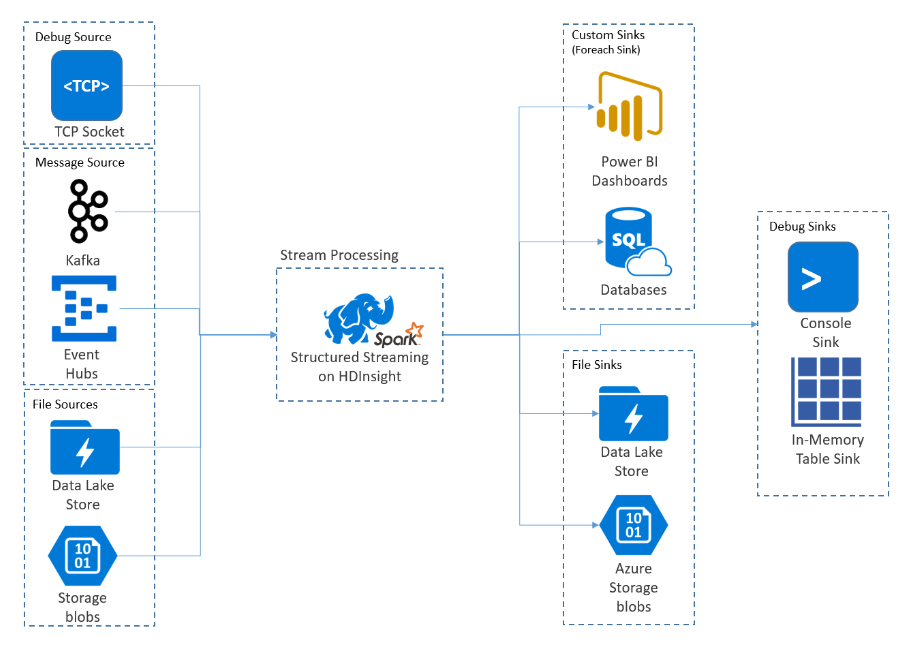 Debug Source
<TCP>
TCP Socket
Message Source
Kafka
Event
Hubs
File Sources
Data Lake
Store
10
01
Storage
blobs
Stream Processing
Spark
Structured Streaming
on HDInsight
Custom Sinks
(Foreach Sink)
Power BI
Dashboards
SQL
Databases
File Sinks
Data Lake
Store
10
01
Azure
Storage
blobs
Debug Sinks
>
Console
Sink
In-Memory
Table Sink